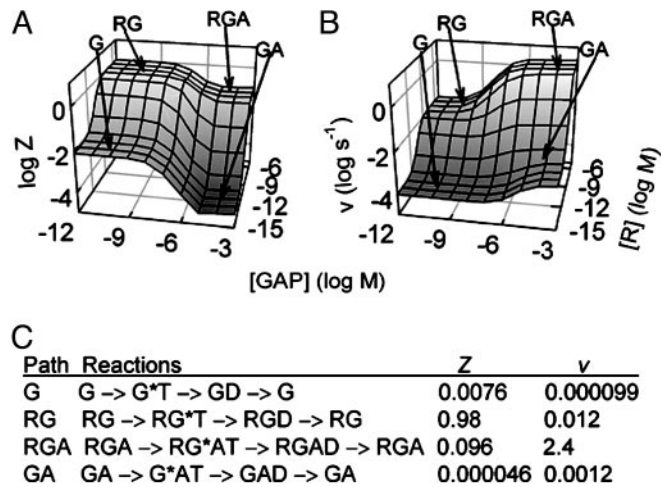 A
RG
RGA
G
GA
log Z
0
-2
-4
-12
-9
-6
-3
-6
-9
-12
-15
B
RG
RGA
G
GA
v (log s⁻¹)
0
-2
-4
-12
-9
-6
-3
-6
-9
-12
-15
[R] (log M)
[GAP] (log M)
C
Path Reactions Z v
G G -> G*T -> GD -> G 0.0076 0.000099
RG RG -> RG*T -> RGD -> RG 0.98 0.012
RGA RGA -> RG*AT -> RGAD -> RGA 0.096 2.4
GA GA -> G*AT -> GAD -> GA 0.000046 0.0012